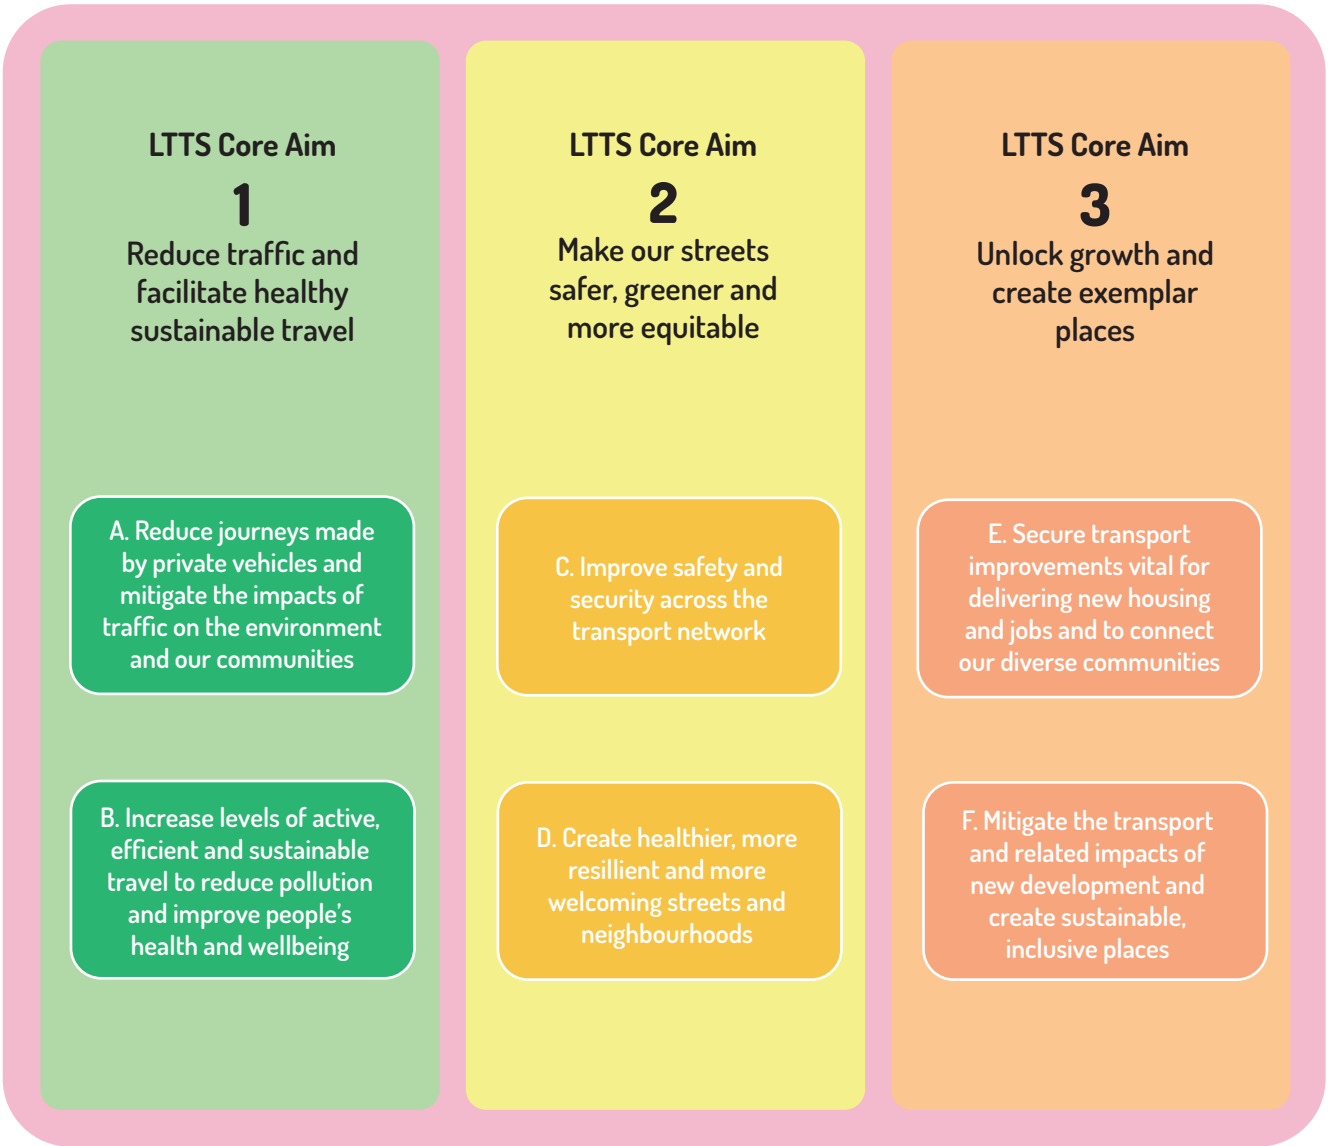 LTTS Core Aim
1
Reduce traffic and
facilitate healthy
sustainable travel
A. Reduce journeys made
by private vehicles and
mitigate the impacts of
traffic on the environment
and our communities
B. Increase levels of active,
efficient and sustainable
travel to reduce pollution
and improve people's
health and wellbeing
LTTS Core Aim
2
Make our streets
safer, greener and
more equitable
C. Improve safety and
security across the
transport network
D. Create healthier, more
resillient and more
welcoming streets and
neighbourhoods
LTTS Core Aim
3
Unlock growth and
create exemplar
places
E. Secure transport
improvements vital for
delivering new housing
and jobs and to connect
our diverse communities
F. Mitigate the transport
and related impacts of
new development and
create sustainable,
inclusive places